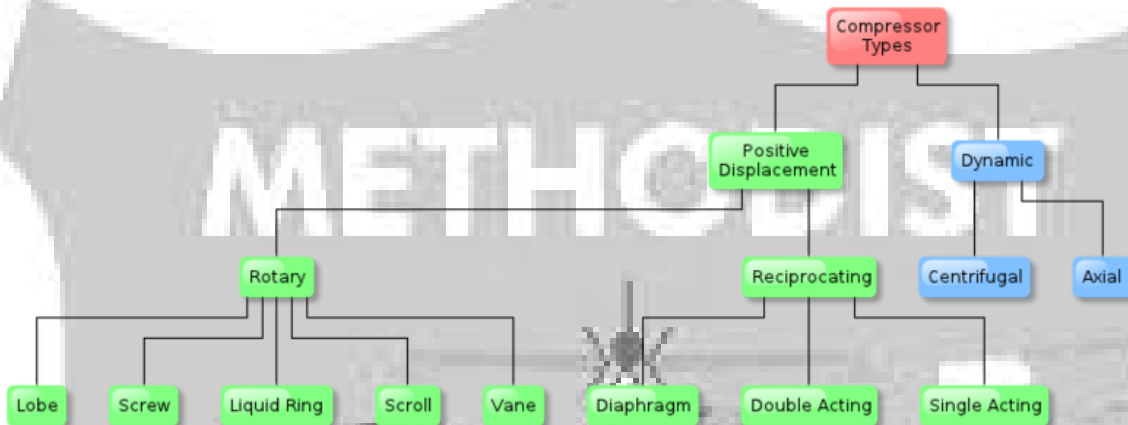 Compressor
Types
METHODIST
Positive
Displacement
Dynamic
Rotary
Reciprocating
Centrifugal
Axial
Lobe
Screw
Liquid Ring
Scroll
Vane
Diaphragm
Double Acting
Single Acting